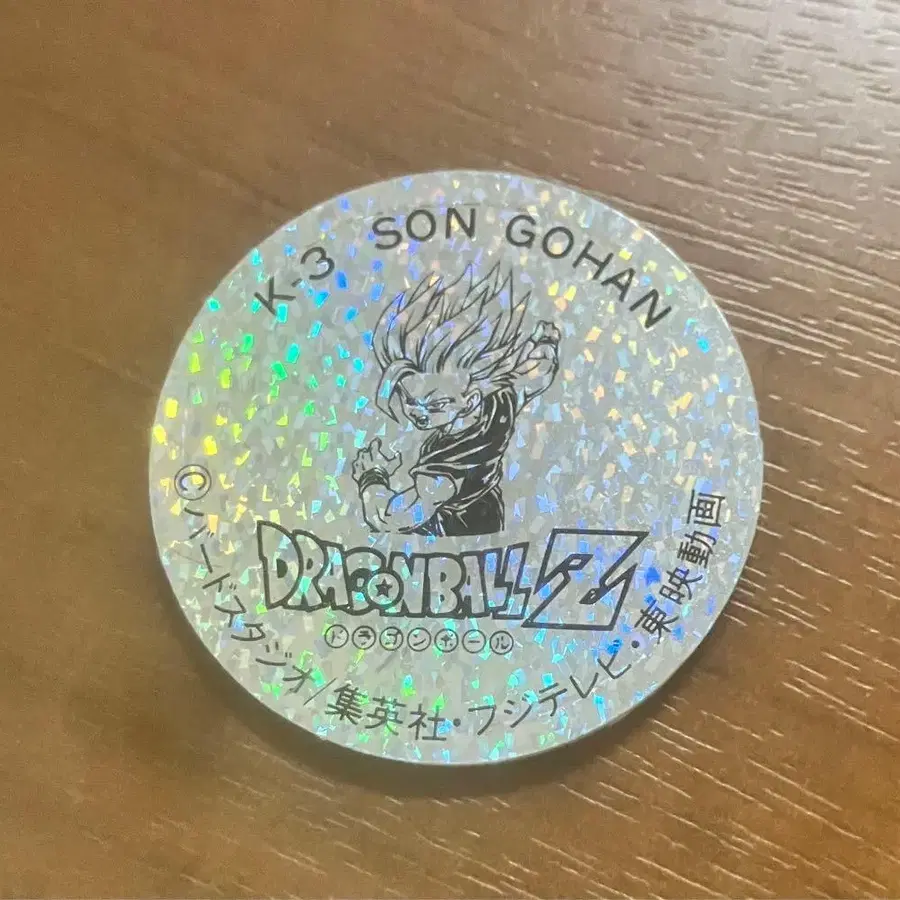 K-3 SON GOHAN
DRAGONBALL Z
ドラゴンボール
©バードスタジオ/集英社・フジテレビ・東映動画